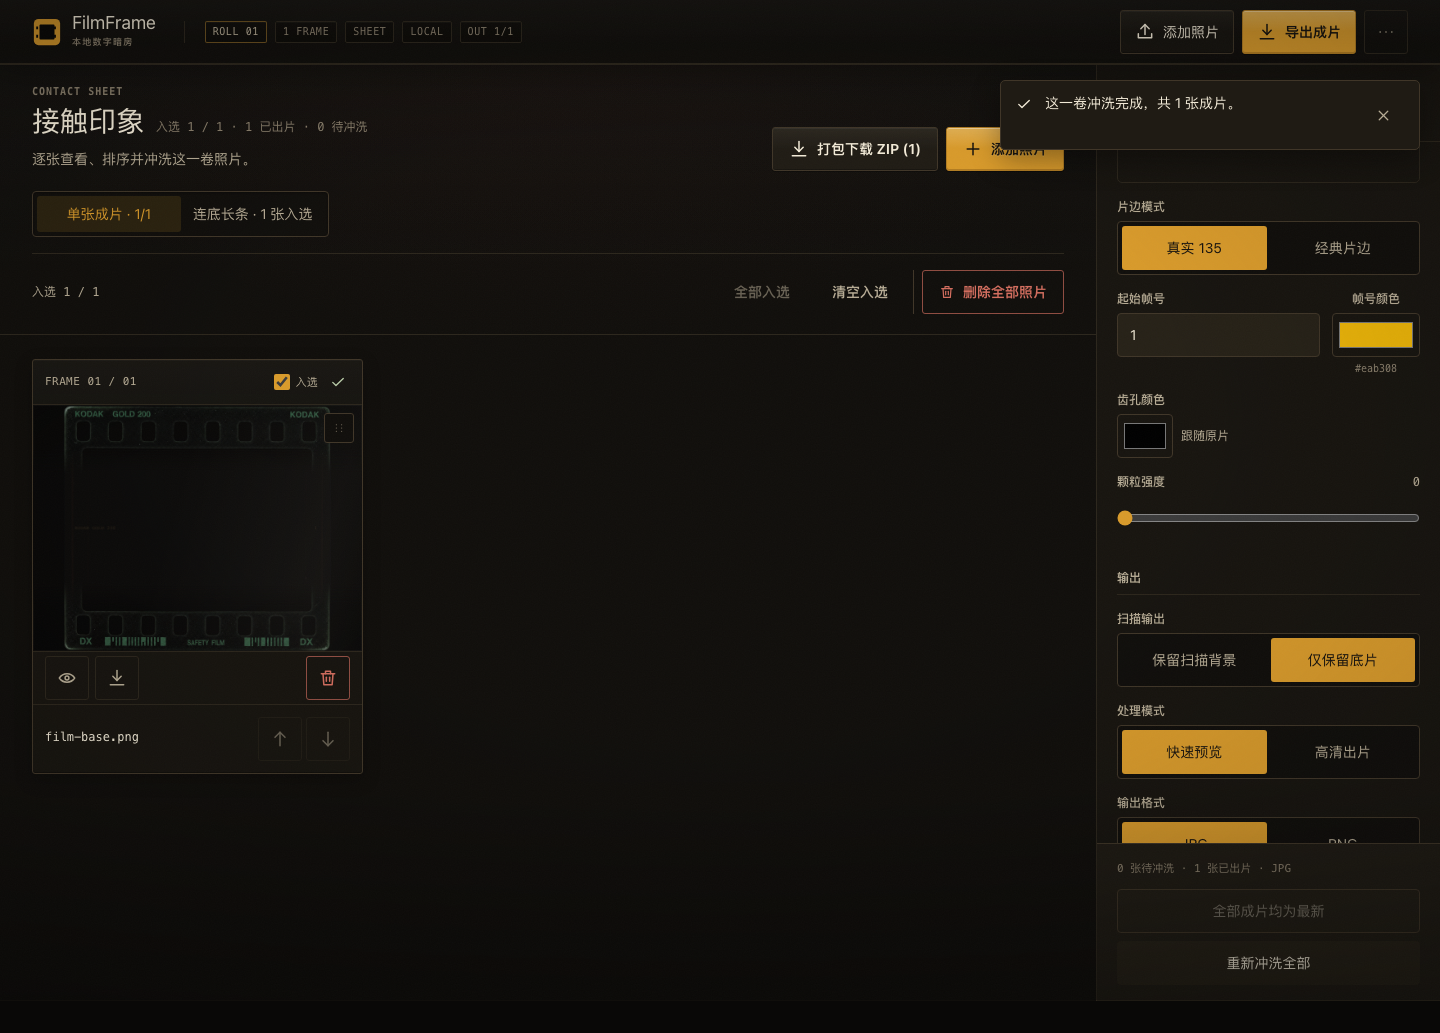 FilmFrame
本地数字暗房
ROLL 01
1 FRAME
SHEET
LOCAL
OUT 1/1
添加照片
导出成片
···
CONTACT SHEET
接触印象 入选 1 / 1 · 1 已出片 · 0 待冲洗
逐张查看、排序并冲洗这一卷照片。
打包下载 ZIP (1)
添加照片
这一卷冲洗完成，共 1 张成片。
单张成片 · 1/1
连底长条 · 1 张入选
入选 1 / 1
全部入选
清空入选
删除全部照片
FRAME 01 / 01
入选
KODAK GOLD 200 KODAK
DX SAFETY FILM DX
film-base.png
片边模式
真实 135
经典片边
起始帧号
帧号颜色
1
#eab308
齿孔颜色
跟随原片
颗粒强度 0
输出
扫描输出
保留扫描背景
仅保留底片
处理模式
快速预览
高清出片
输出格式
JPG
PNG
0 张待冲洗 · 1 张已出片 · JPG
全部成片均为最新
重新冲洗全部